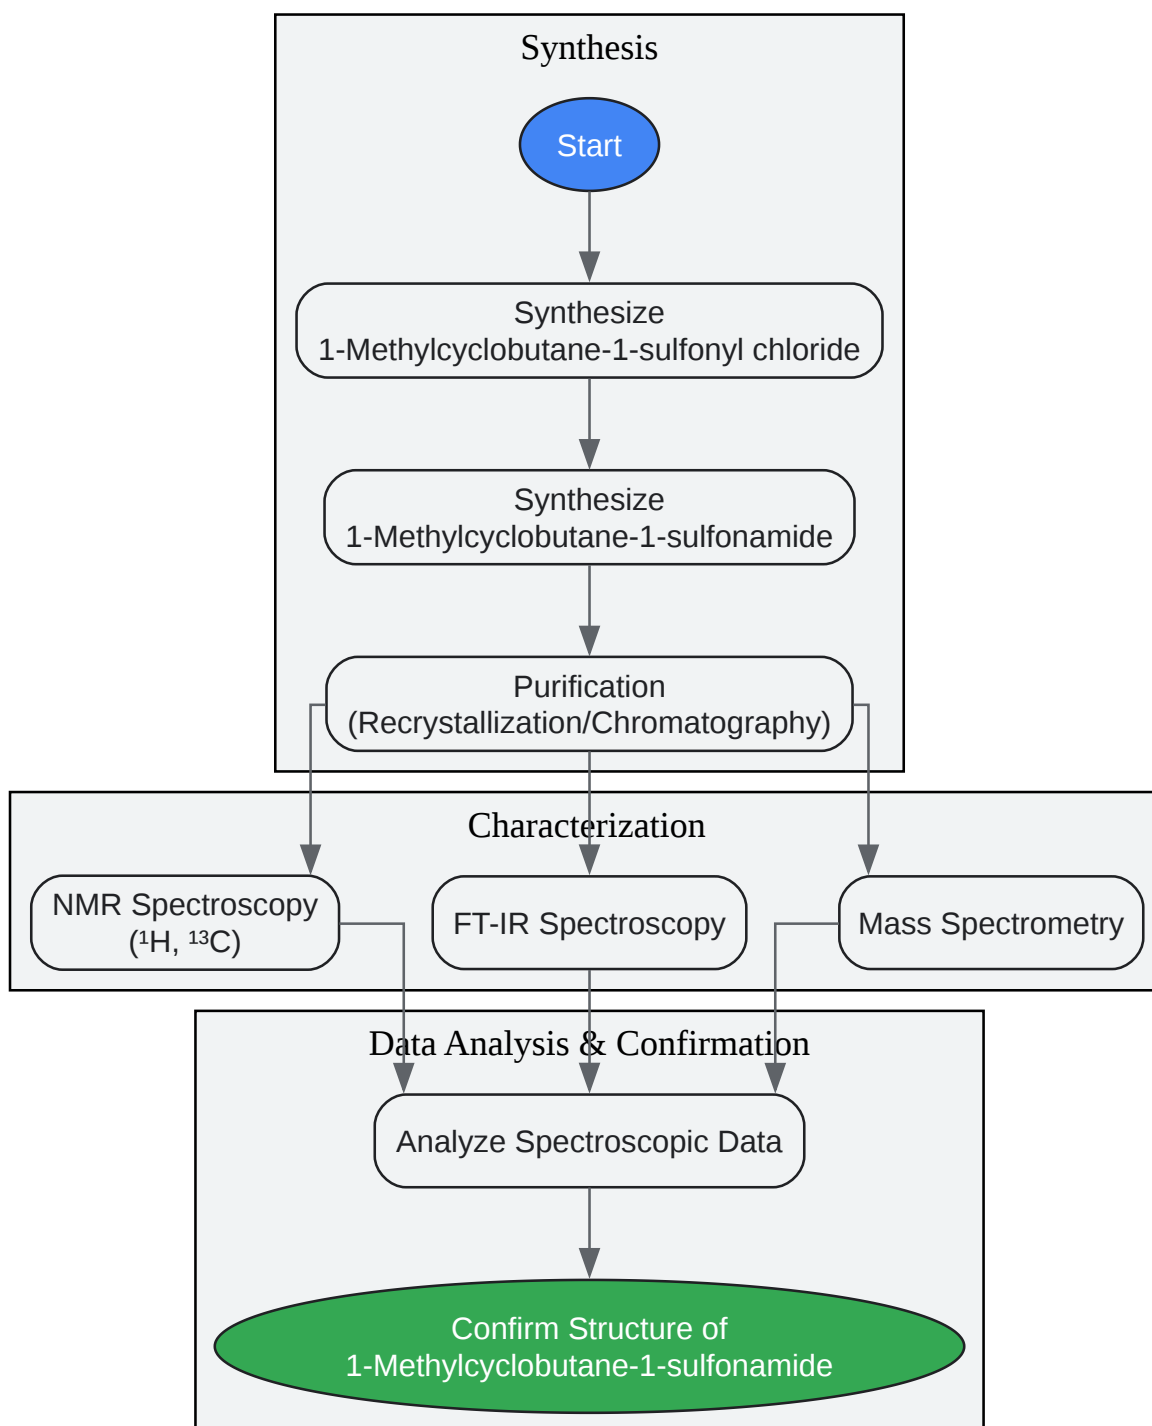 Synthesis
Start
Synthesize
1-Methylcyclobutane-1-sulfonyl chloride
Synthesize
1-Methylcyclobutane-1-sulfonamide
Purification
(Recrystallization/Chromatography)
Characterization
NMR Spectroscopy
(¹H, ¹³C)
FT-IR Spectroscopy
Mass Spectrometry
Data Analysis & Confirmation
Analyze Spectroscopic Data
Confirm Structure of
1-Methylcyclobutane-1-sulfonamide